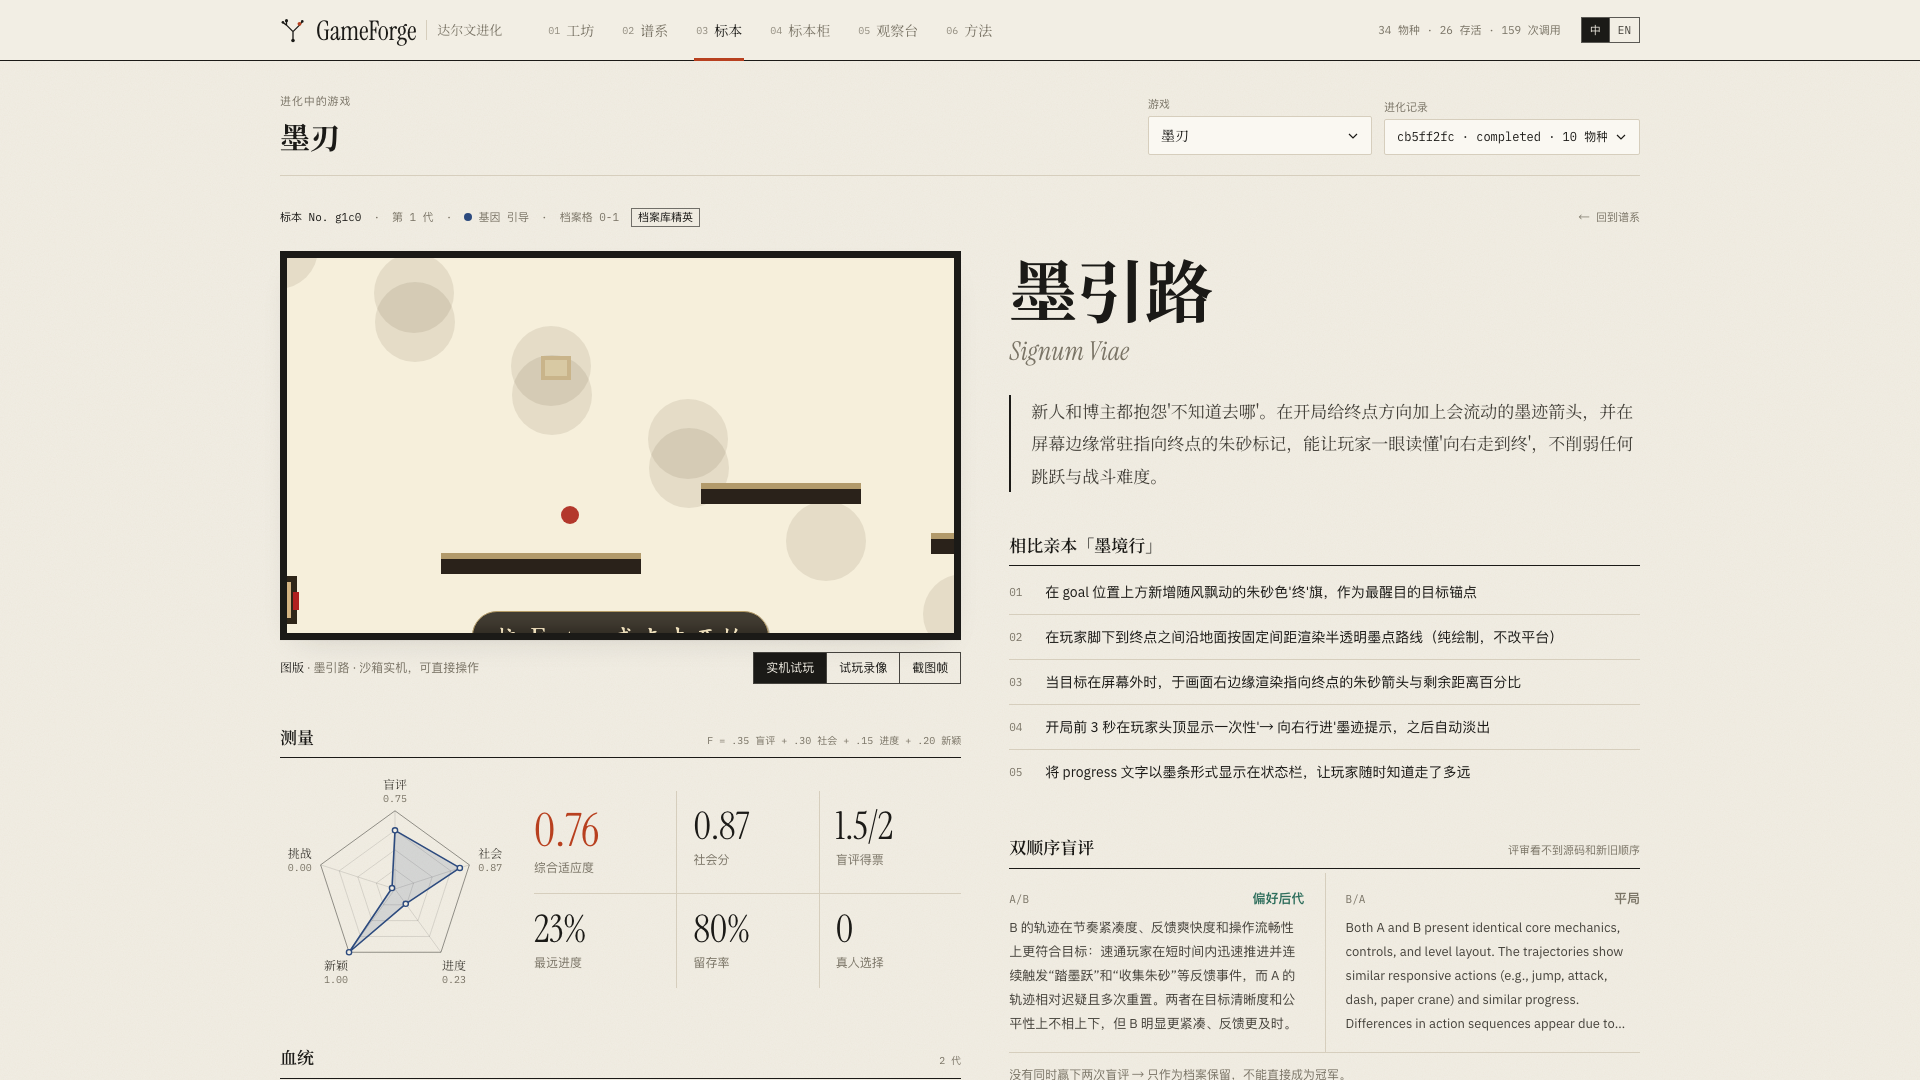 GameForge
达尔文进化
01 工坊
02 谱系
03 标本
04 标本柜
05 观察台
06 方法
34 物种 · 26 存活 · 159 次调用
中
EN
进化中的游戏
墨刃
游戏
墨刃
进化记录
cb5ff2fc · completed · 10 物种
标本 No. g1c0 · 第 1 代 · 基因 引导 · 档案格 0-1 档案库精英
← 回到谱系
图版 · 墨引路 · 沙箱实机，可直接操作
实机试玩
试玩录像
截图帧
测量
F = .35 盲评 + .30 社会 + .15 进度 + .20 新颖
盲评
0.75
社会
0.87
进度
0.23
新颖
1.00
挑战
0.00
0.76
综合适应度
0.87
社会分
1.5/2
盲评得票
23%
最远进度
80%
留存率
0
真人选择
血统
2 代
墨引路
Signum Viae
新人和博主都抱怨'不知道去哪'。在开局给终点方向加上会流动的墨迹箭头，并在
屏幕边缘常驻指向终点的朱砂标记，能让玩家一眼读懂'向右走到终'，不削弱任何
跳跃与战斗难度。
相比亲本「墨境行」
01 在 goal 位置上方新增随风飘动的朱砂色'终'旗，作为最醒目的目标锚点
02 在玩家脚下到终点之间沿地面按固定间距渲染半透明墨点路线（纯绘制，不改平台）
03 当目标在屏幕外时，于画面右边缘渲染指向终点的朱砂箭头与剩余距离百分比
04 开局前 3 秒在玩家头顶显示一次性'→ 向右行进'墨迹提示，之后自动淡出
05 将 progress 文字以墨条形式显示在状态栏，让玩家随时知道走了多远
双顺序盲评
评审看不到源码和新旧顺序
A/B
偏好后代
B 的轨迹在节奏紧凑度、反馈爽快度和操作流畅性
上更符合目标：速通玩家在短时间内迅速推进并连
续触发“踏墨跃”和“收集朱砂”等反馈事件，而 A 的
轨迹相对迟疑且多次重置。两者在目标清晰度和公
平性上不相上下，但 B 明显更紧凑、反馈更及时。
B/A
平局
Both A and B present identical core mechanics,
controls, and level layout. The trajectories show
similar responsive actions (e.g., jump, attack,
dash, paper crane) and similar progress.
Differences in action sequences appear due to…
没有同时赢下两次盲评 → 只作为档案保留，不能直接成为冠军。